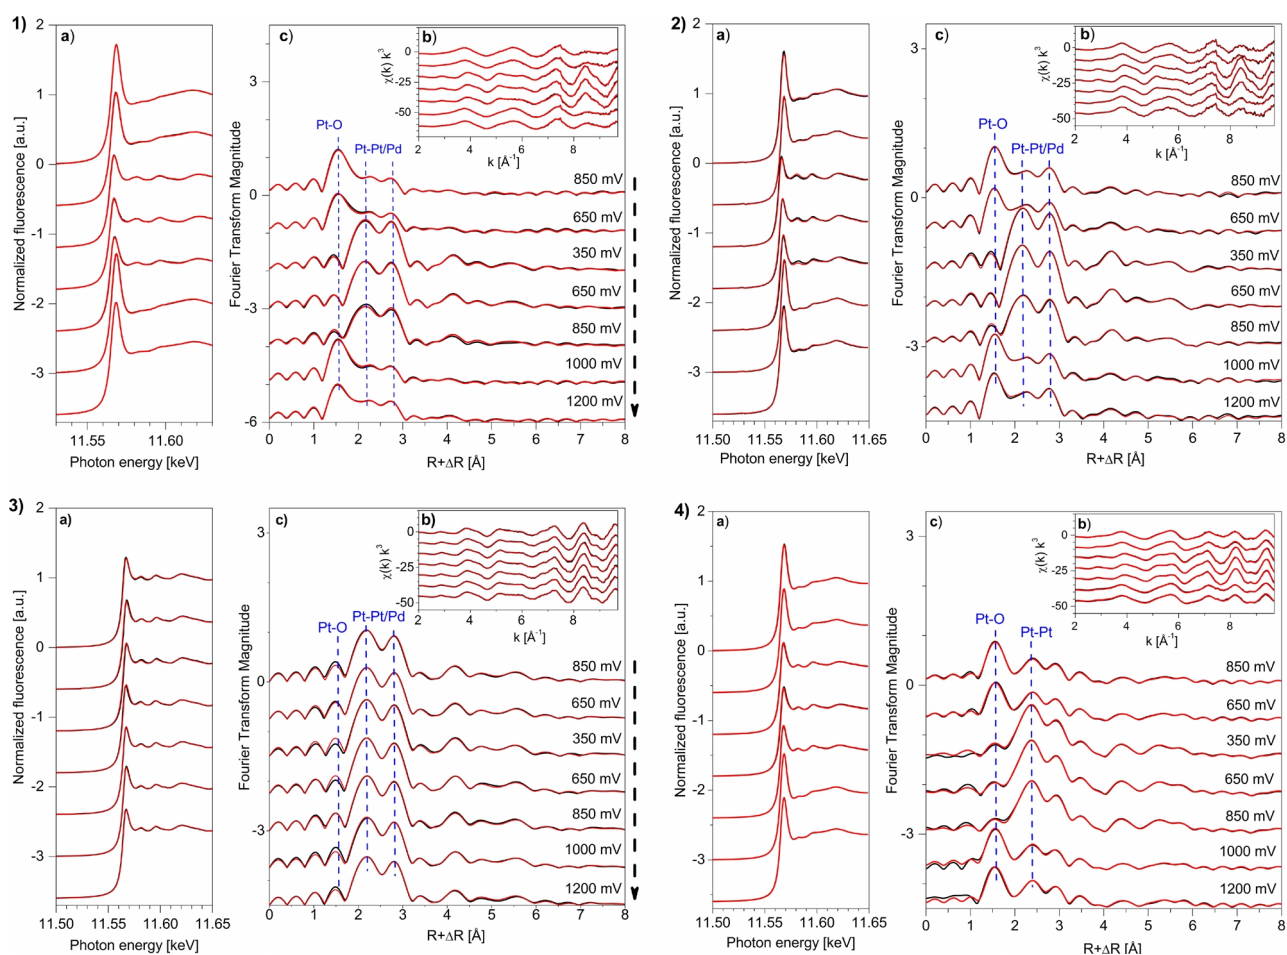 1)
a)
Normalized fluorescence [a.u.]
2
1
0
-1
-2
-3
11.55
11.60
Photon energy [keV]
c)
Fourier Transform Magnitude
3
0
-3
-6
b)
χ(k) k³
0
-25
-50
2
4
6
8
k [Å⁻¹]
Pt-O
Pt-Pt/Pd
850 mV
650 mV
350 mV
650 mV
850 mV
1000 mV
1200 mV
0 1 2 3 4 5 6 7 8
R+ΔR [Å]
2)
a)
Normalized fluorescence [a.u.]
2
1
0
-1
-2
-3
11.50 11.55 11.60 11.65
Photon energy [keV]
c)
Fourier Transform Magnitude
3
0
-3
b)
χ(k) k³
0
-25
-50
2
4
6
8
k [Å⁻¹]
Pt-O
Pt-Pt/Pd
850 mV
650 mV
350 mV
650 mV
850 mV
1000 mV
1200 mV
0 1 2 3 4 5 6 7 8
R+ΔR [Å]
3)
a)
Normalized fluorescence [a.u.]
2
1
0
-1
-2
-3
11.50 11.55 11.60 11.65
Photon energy [keV]
c)
Fourier Transform Magnitude
3
0
-3
b)
χ(k) k³
0
-25
-50
2
4
6
8
k [Å⁻¹]
Pt-O
Pt-Pt/Pd
850 mV
650 mV
350 mV
650 mV
850 mV
1000 mV
1200 mV
0 1 2 3 4 5 6 7 8
R+ΔR [Å]
4)
a)
Normalized fluorescence [a.u.]
2
1
0
-1
-2
-3
11.50 11.55 11.60 11.65
Photon energy [keV]
c)
Fourier Transform Magnitude
3
0
-3
b)
χ(k) k³
0
-25
-50
2
4
6
8
k [Å⁻¹]
Pt-O
Pt-Pt
850 mV
650 mV
350 mV
650 mV
850 mV
1000 mV
1200 mV
0 1 2 3 4 5 6 7 8
R+ΔR [Å]